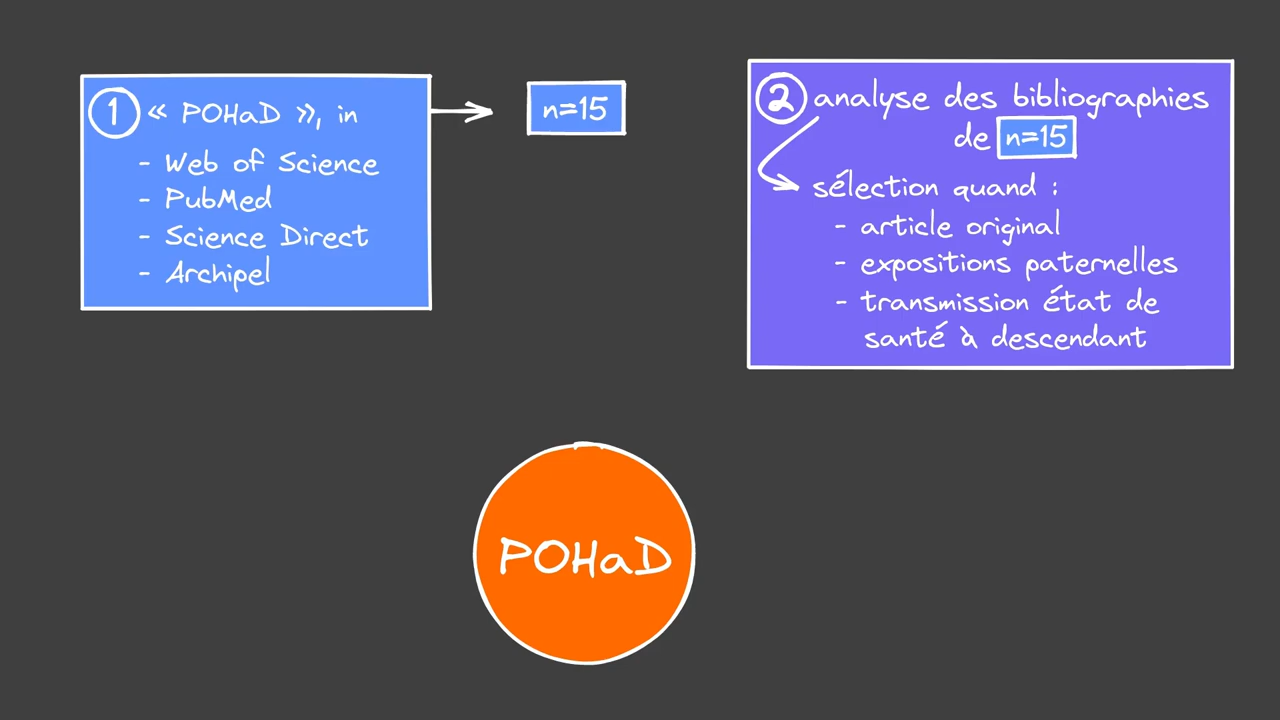 1 « POHaD », in
- Web of Science
- PubMed
- Science Direct
- Archipel
n=15
2 analyse des bibliographies
de n=15
sélection quand :
- article original
- expositions paternelles
- transmission état de
santé à descendant
POHaD